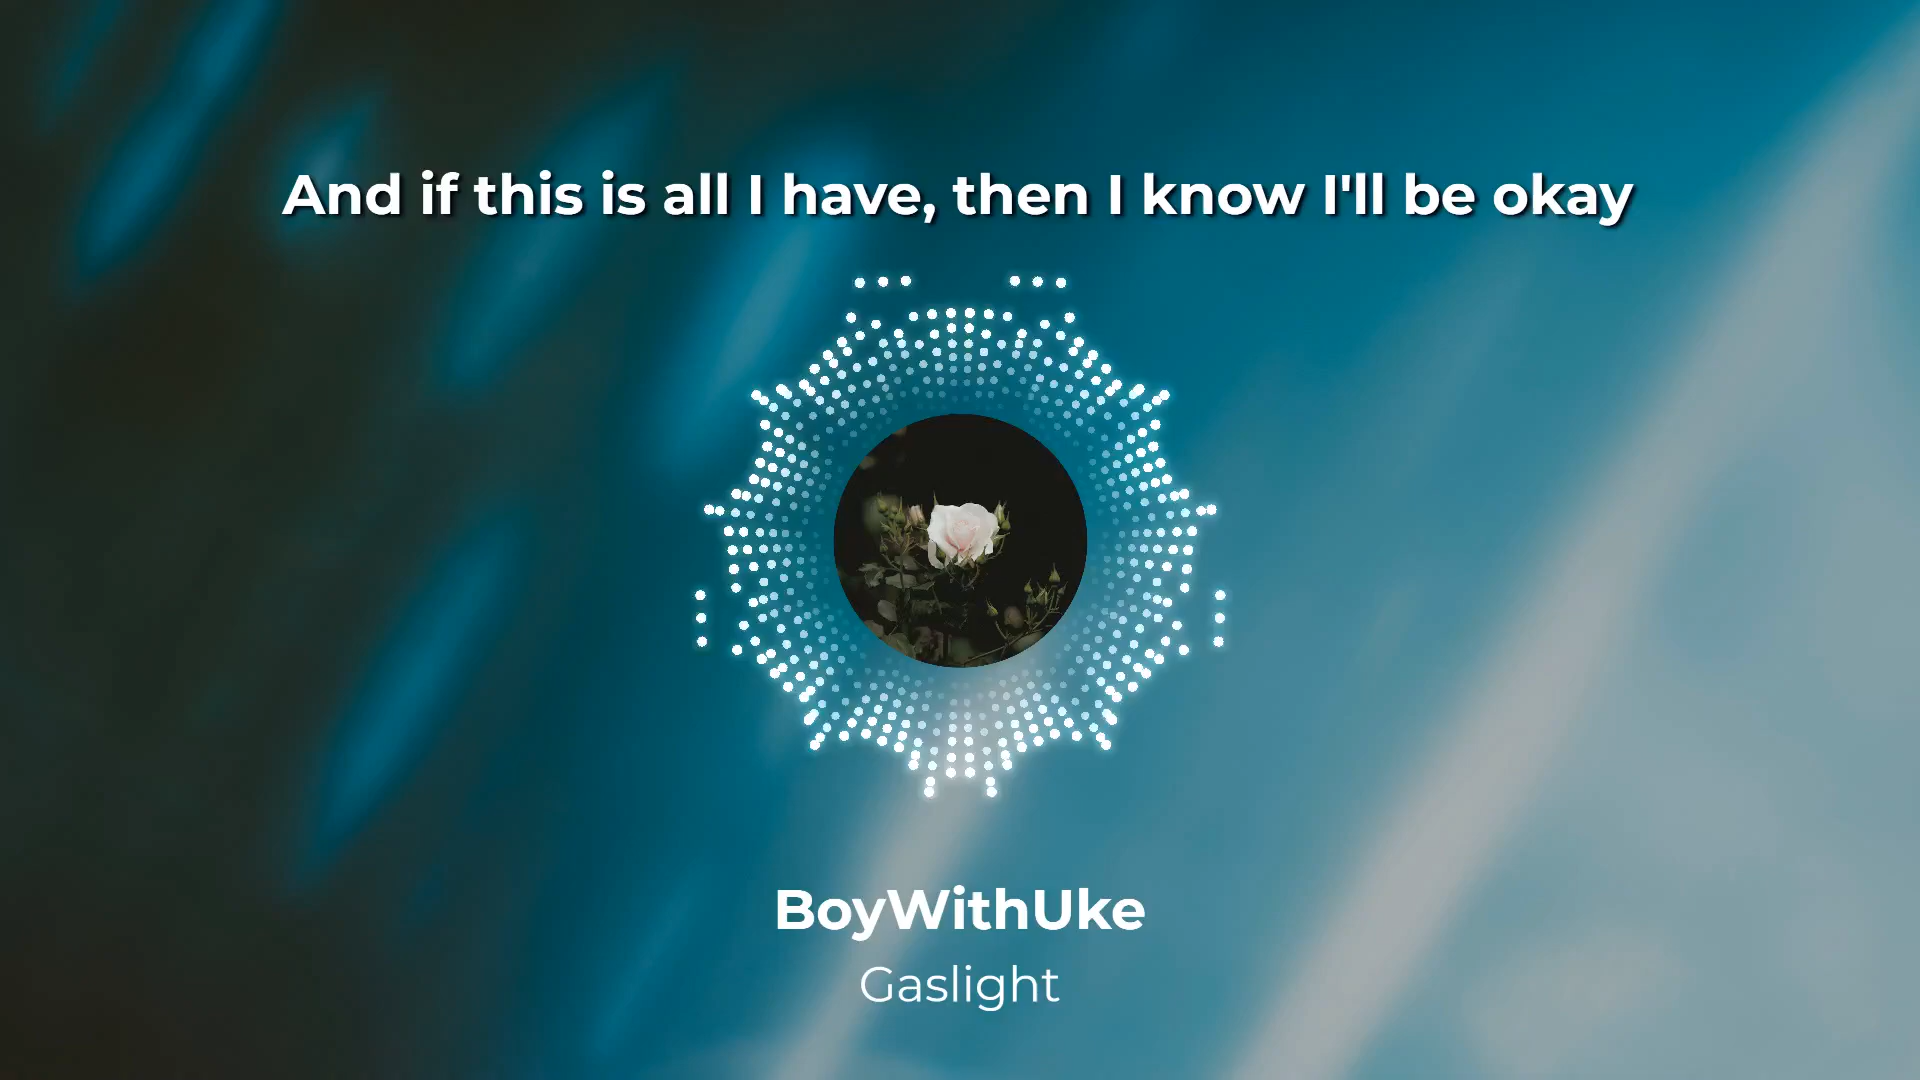 And if this is all I have, then I know I'll be okay
BoyWithUke
Gaslight